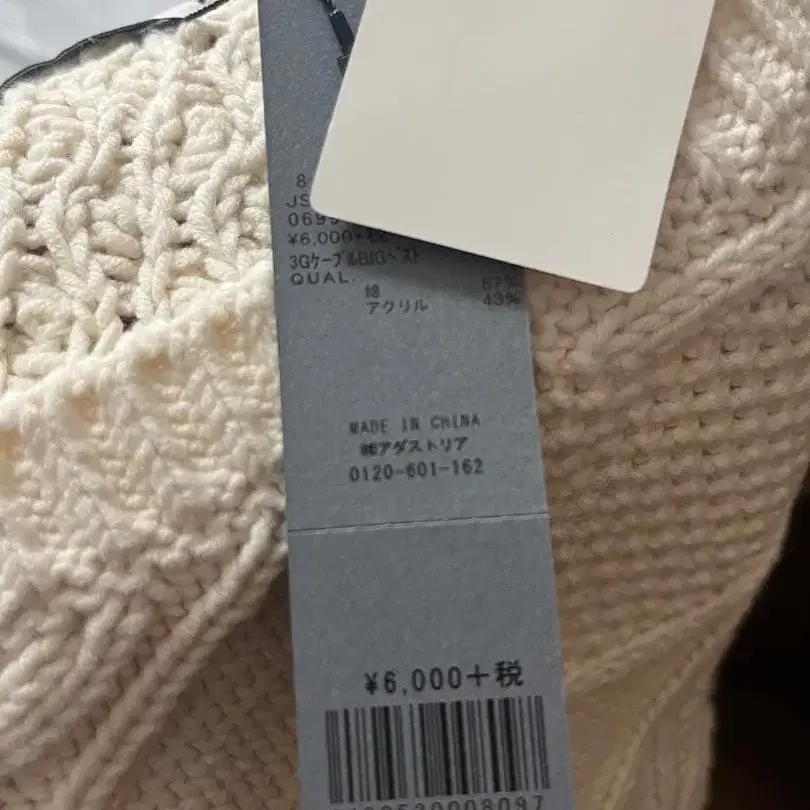 8
JS
069
¥6,000+税
3GケーブルBIGベスト
QUAL.
綿 57%
アクリル 43%
MADE IN CHINA
㈱アダストリア
0120-601-162
¥6,000+税